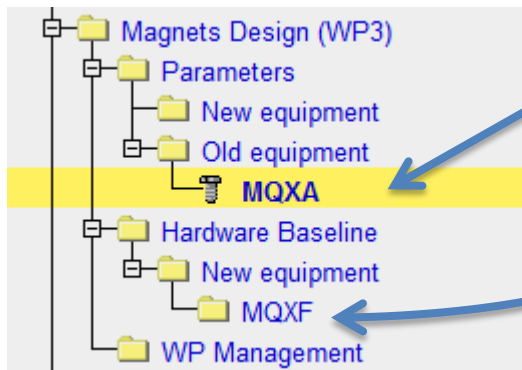 Magnets Design (WP3)
Parameters
New equipment
Old equipment
MQXA
Hardware Baseline
New equipment
MQXF
WP Management